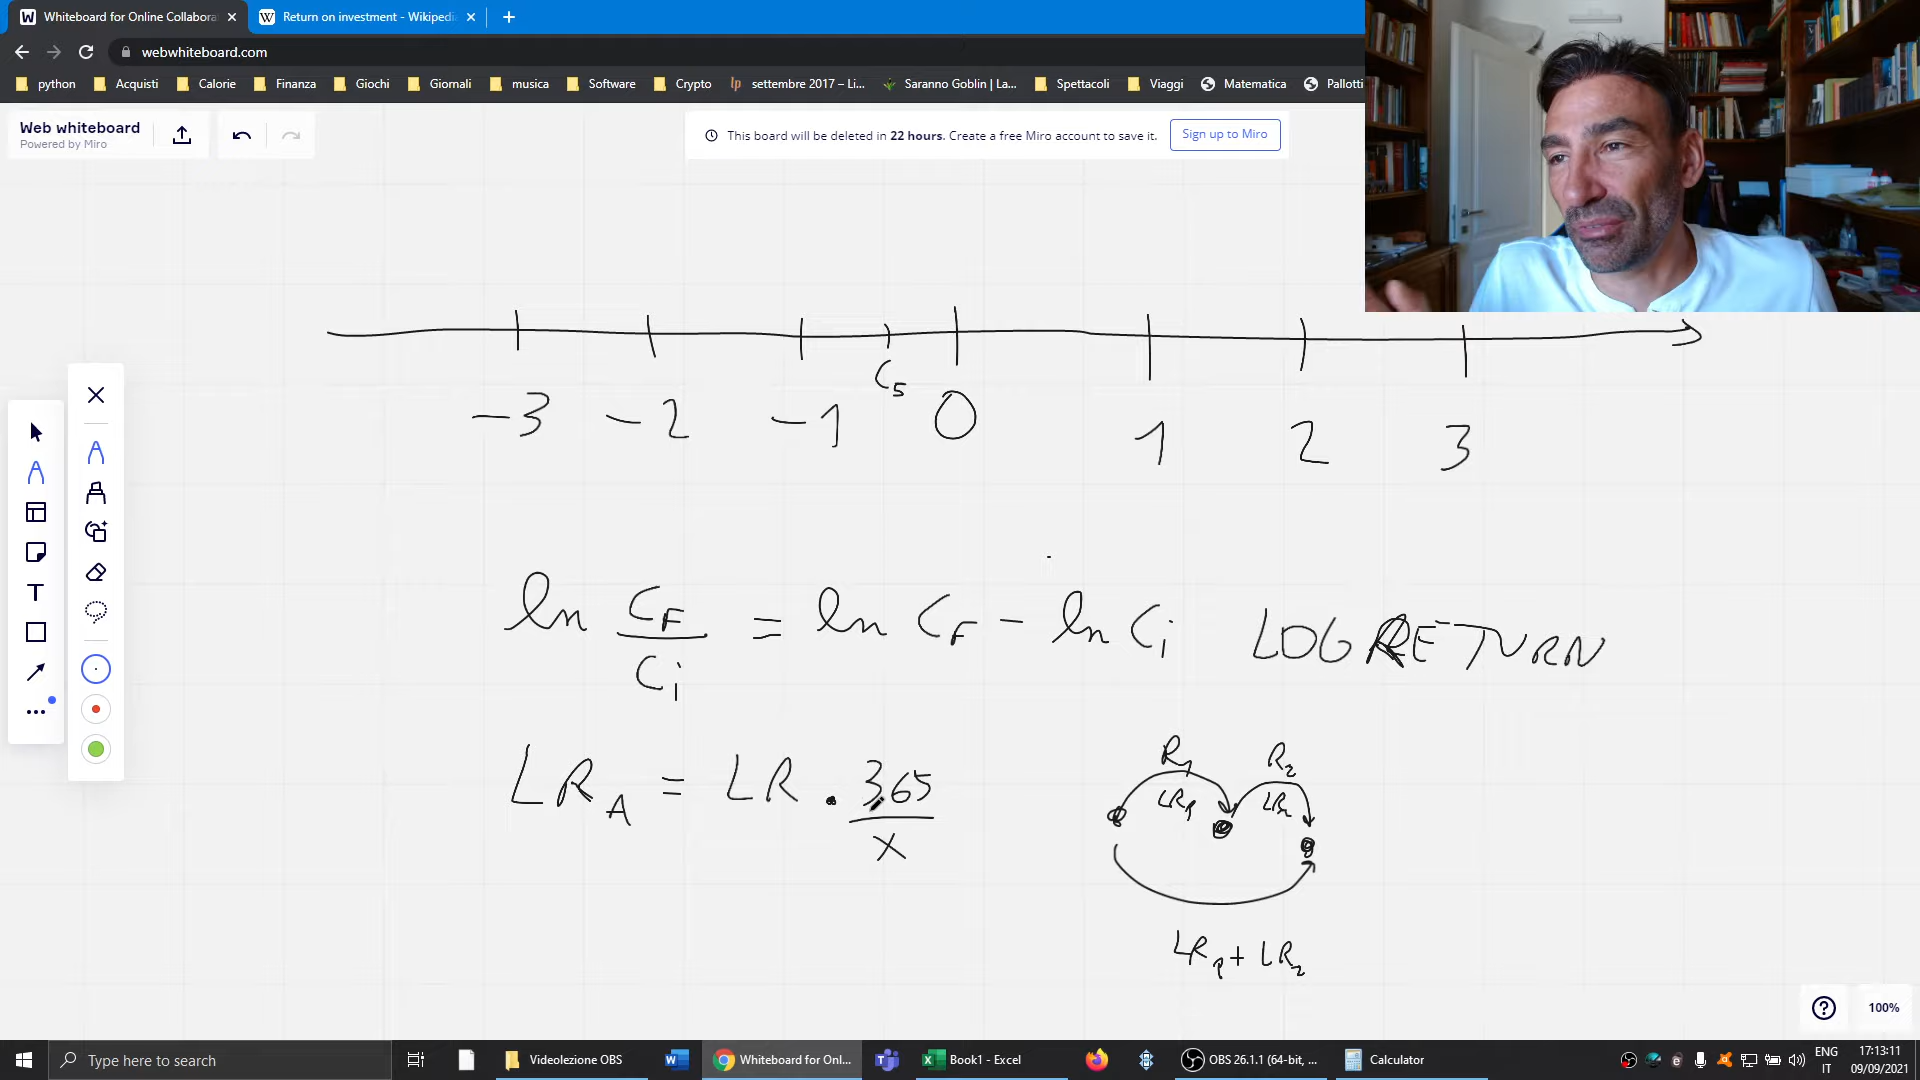 Whiteboard for Online Collabora
Return on investment - Wikipedi
webwhiteboard.com
python Acquisti Calorie Finanza Giochi Giornali musica Software Crypto settembre 2017 – Li... Saranno Goblin | La... Spettacoli Viaggi Matematica Pallotti
Web whiteboard
Powered by Miro
This board will be deleted in 22 hours. Create a free Miro account to save it. Sign up to Miro
C5
-3 -2 -1 0 1 2 3
ln CF/Ci = ln CF - ln Ci LOGRETURN
LRA = LR . 365/x
R1 R2
LR1 LR2
LR1 + LR2
100%
Type here to search
Videolezione OBS
Whiteboard for Onl...
Book1 - Excel
OBS 26.1.1 (64-bit, ...
Calculator
ENG
IT
17:13:11
09/09/2021